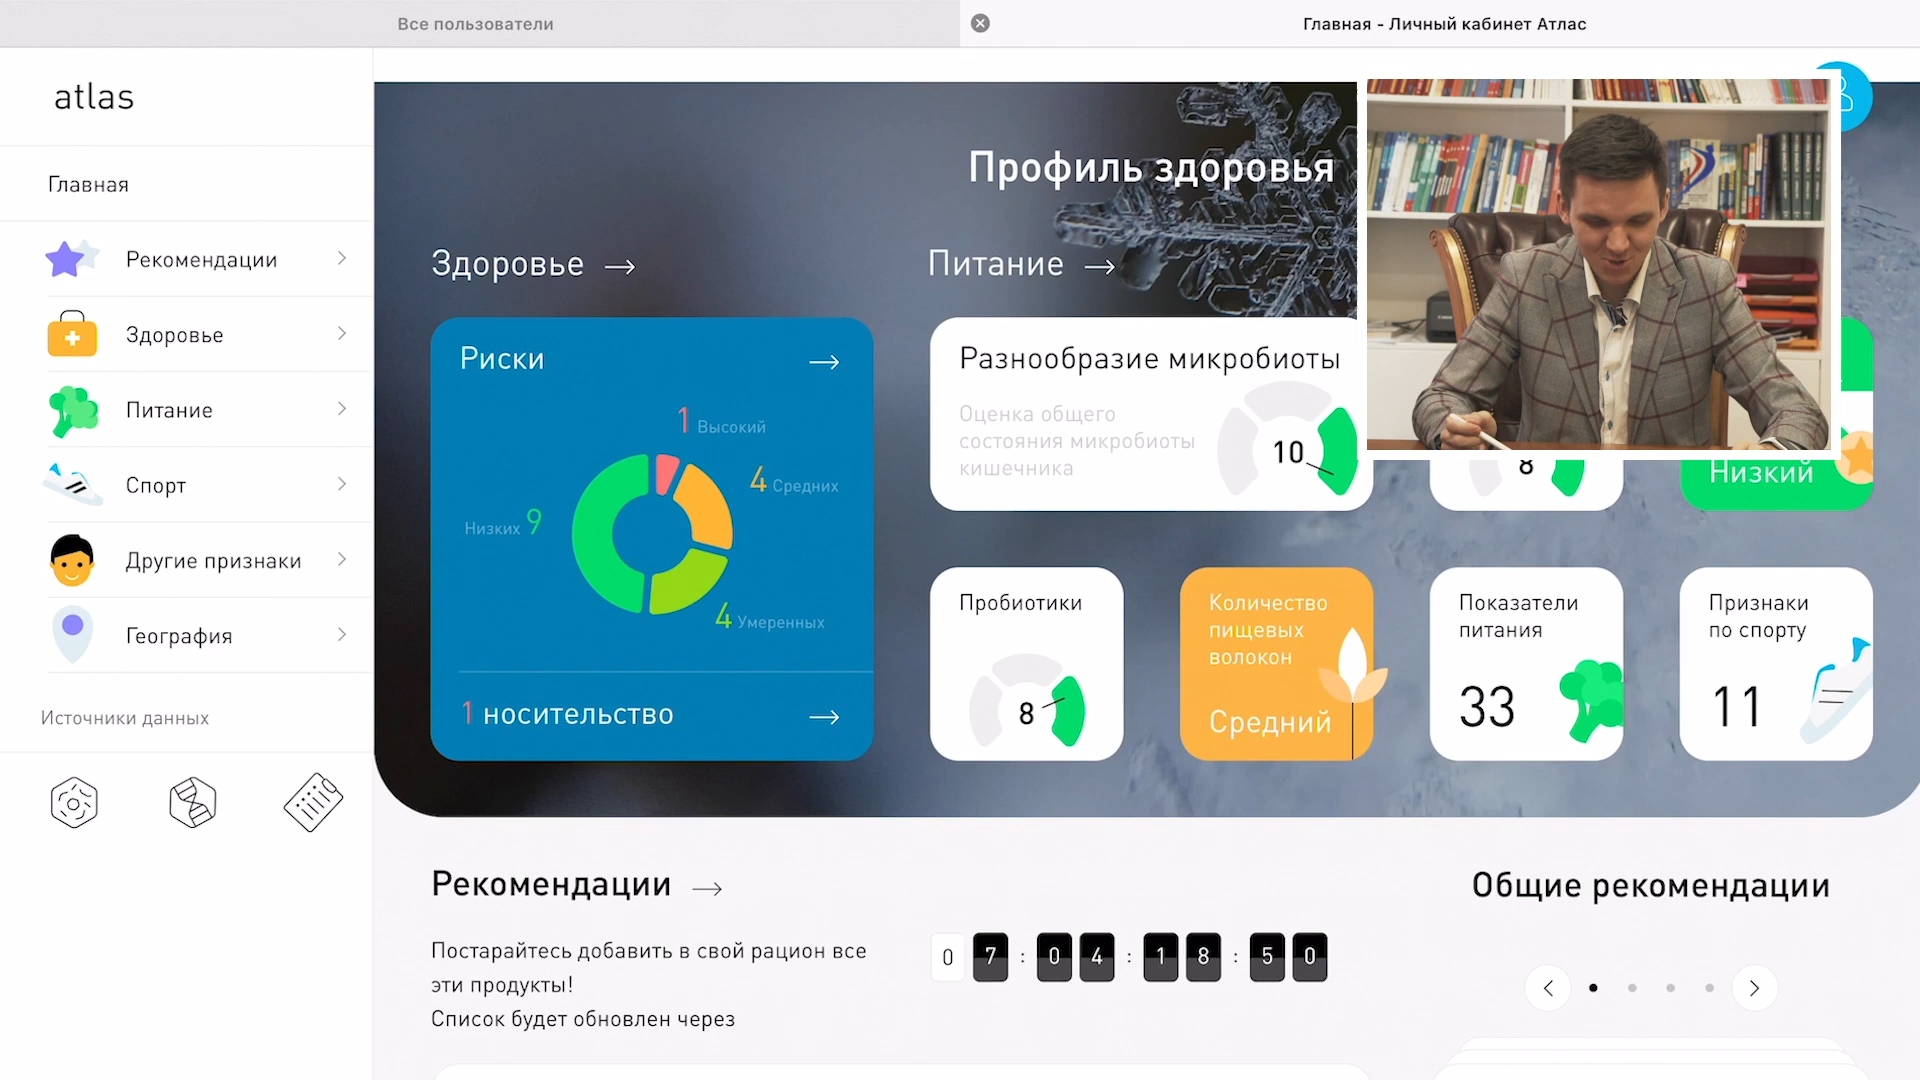 Все пользователи
Главная - Личный кабинет Атлас
atlas
Главная
Рекомендации
Здоровье
Питание
Спорт
Другие признаки
География
Источники данных
Профиль здоровья
Здоровье
Риски
1 Высокий
4 Средних
Низких 9
4 Умеренных
1 носительство
Питание
Разнообразие микробиоты
Оценка общего
состояния микробиоты
кишечника
10
8
Низкий
Пробиотики
8
Количество
пищевых
волокон
Средний
Показатели
питания
33
Признаки
по спорту
11
Рекомендации
Постарайтесь добавить в свой рацион все
эти продукты!
Список будет обновлен через
0 7 : 0 4 : 1 8 : 5 0
Общие рекомендации